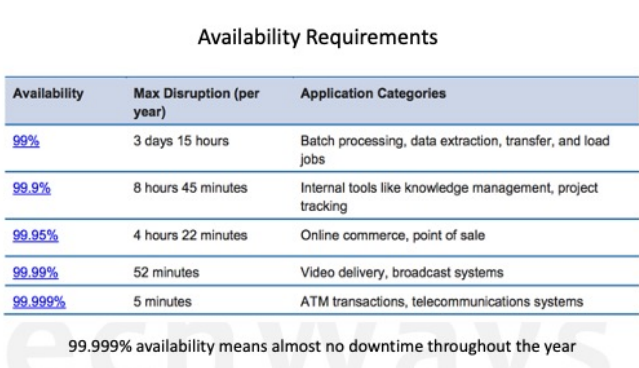 Availability Requirements
Availability Max Disruption (per year) Application Categories
99% 3 days 15 hours Batch processing, data extraction, transfer, and load jobs
99.9% 8 hours 45 minutes Internal tools like knowledge management, project tracking
99.95% 4 hours 22 minutes Online commerce, point of sale
99.99% 52 minutes Video delivery, broadcast systems
99.999% 5 minutes ATM transactions, telecommunications systems
99.999% availability means almost no downtime throughout the year